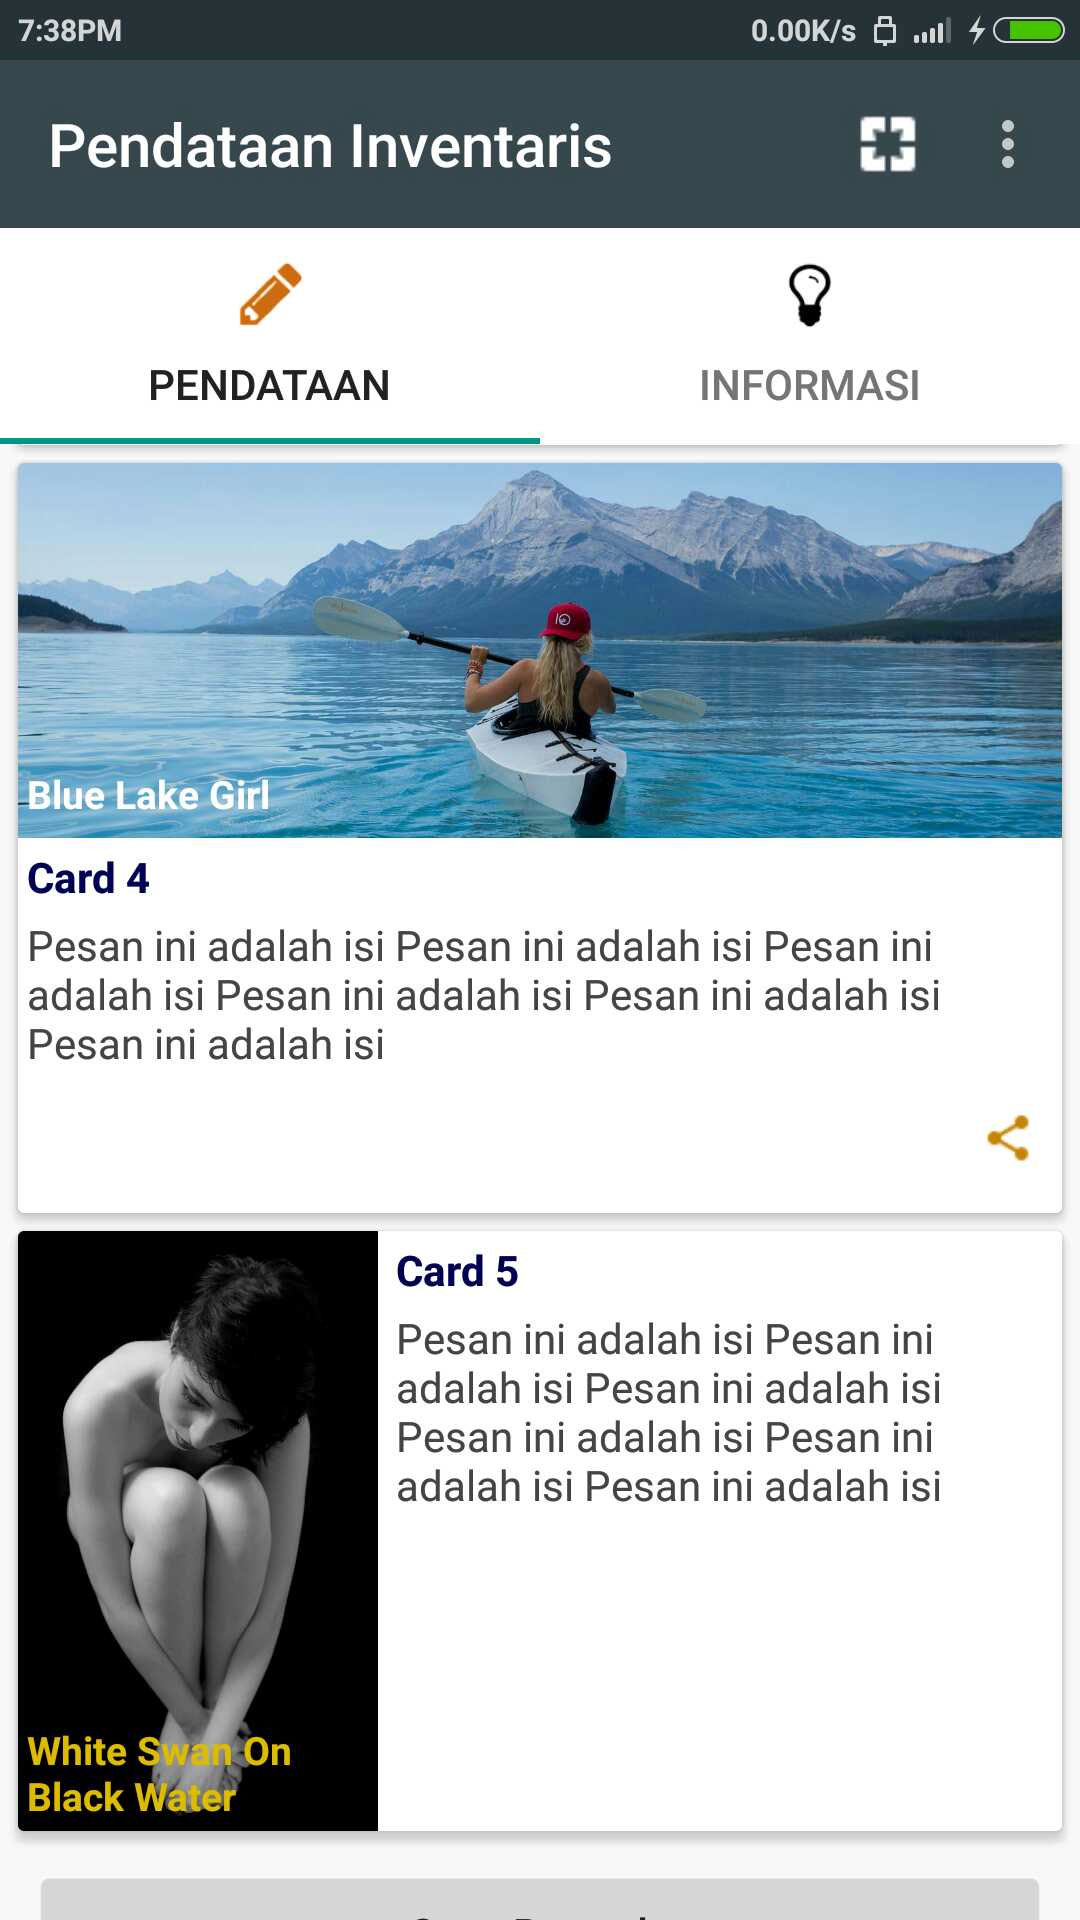 7:38PM
0.00K/s
Pendataan Inventaris
PENDATAAN
INFORMASI
Blue Lake Girl
Card 4
Pesan ini adalah isi Pesan ini adalah isi Pesan ini
adalah isi Pesan ini adalah isi Pesan ini adalah isi
Pesan ini adalah isi
White Swan On
Black Water
Card 5
Pesan ini adalah isi Pesan ini
adalah isi Pesan ini adalah isi
Pesan ini adalah isi Pesan ini
adalah isi Pesan ini adalah isi